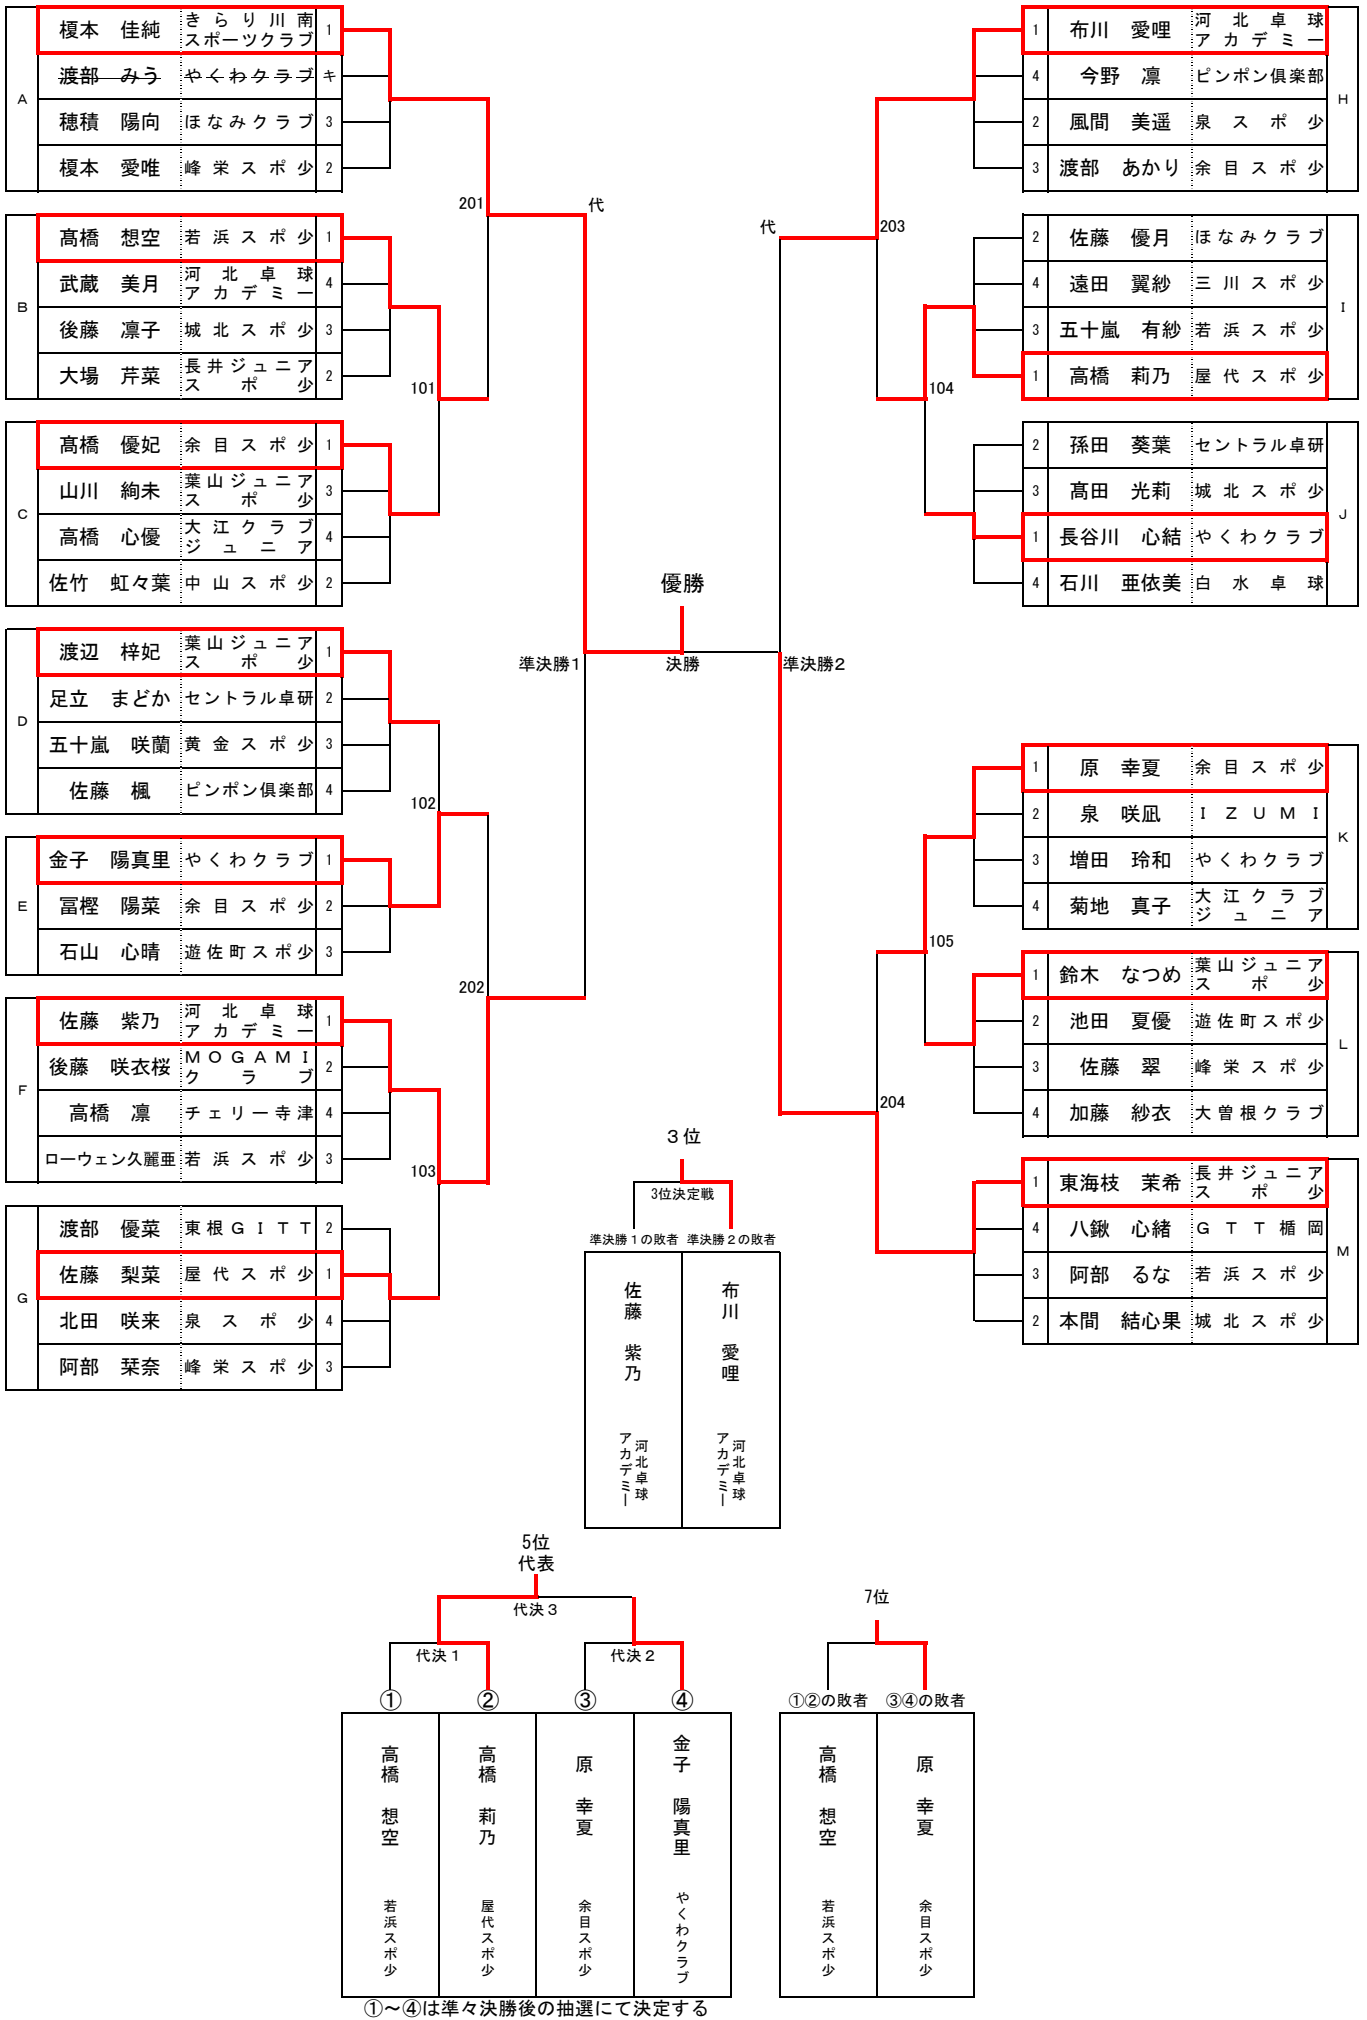 A
榎本　佳純 きらり川南スポーツクラブ 1
渡部　みう やくわクラブ キ
穂積　陽向 ほなみクラブ 3
榎本　愛唯 峰栄スポ少 2
B
髙橋　想空 若浜スポ少 1
武蔵　美月 河北卓球アカデミー 4
後藤　凛子 城北スポ少 3
大場　芹菜 長井ジュニアスポ少 2
C
髙橋　優妃 余目スポ少 1
山川　絢未 葉山ジュニアスポ少 3
高橋　心優 大江クラブジュニア 4
佐竹　虹々葉 中山スポ少 2
D
渡辺　梓妃 葉山ジュニアスポ少 1
足立　まどか セントラル卓研 2
五十嵐　咲蘭 黄金スポ少 3
佐藤　楓 ピンポン倶楽部 4
E
金子　陽真里 やくわクラブ 1
冨樫　陽菜 余目スポ少 2
石山　心晴 遊佐町スポ少 3
F
佐藤　紫乃 河北卓球アカデミー 1
後藤　咲衣桜 MOGAMIクラブ 2
高橋　凛 チェリー寺津 4
ローウェン久麗亜 若浜スポ少 3
G
渡部　優菜 東根ＧＩＴＴ 2
佐藤　梨菜 屋代スポ少 1
北田　咲来 泉スポ少 4
阿部　栞奈 峰栄スポ少 3
201
101
102
202
103
代
準決勝1
優勝
決勝
準決勝2
代
203
104
105
204
H
1 布川　愛哩 河北卓球アカデミー
4 今野　凛 ピンポン倶楽部
2 風間　美遥 泉スポ少
3 渡部　あかり 余目スポ少
I
2 佐藤　優月 ほなみクラブ
4 遠田　翼紗 三川スポ少
3 五十嵐　有紗 若浜スポ少
1 高橋　莉乃 屋代スポ少
J
2 孫田　葵葉 セントラル卓研
3 髙田　光莉 城北スポ少
1 長谷川　心結 やくわクラブ
4 石川　亜依美 白水卓球
K
1 原　幸夏 余目スポ少
2 泉　咲凪 ＩＺＵＭＩ
3 増田　玲和 やくわクラブ
4 菊地　真子 大江クラブジュニア
L
1 鈴木　なつめ 葉山ジュニアスポ少
2 池田　夏優 遊佐町スポ少
3 佐藤　翠 峰栄スポ少
4 加藤　紗衣 大曽根クラブ
M
1 東海枝　茉希 長井ジュニアスポ少
4 八鍬　心緒 ＧＴＴ楯岡
3 阿部　るな 若浜スポ少
2 本間　結心果 城北スポ少
３位
3位決定戦
準決勝１の敗者 準決勝２の敗者
佐藤　紫乃 河北卓球アカデミー
布川　愛哩 河北卓球アカデミー
5位
代表
代決３
代決１ 代決２
① ② ③ ④
高橋　想空 若浜スポ少
高橋　莉乃 屋代スポ少
原　幸夏 余目スポ少
金子　陽真里 やくわクラブ
①～④は準々決勝後の抽選にて決定する
7位
①②の敗者 ③④の敗者
高橋　想空 若浜スポ少
原　幸夏 余目スポ少